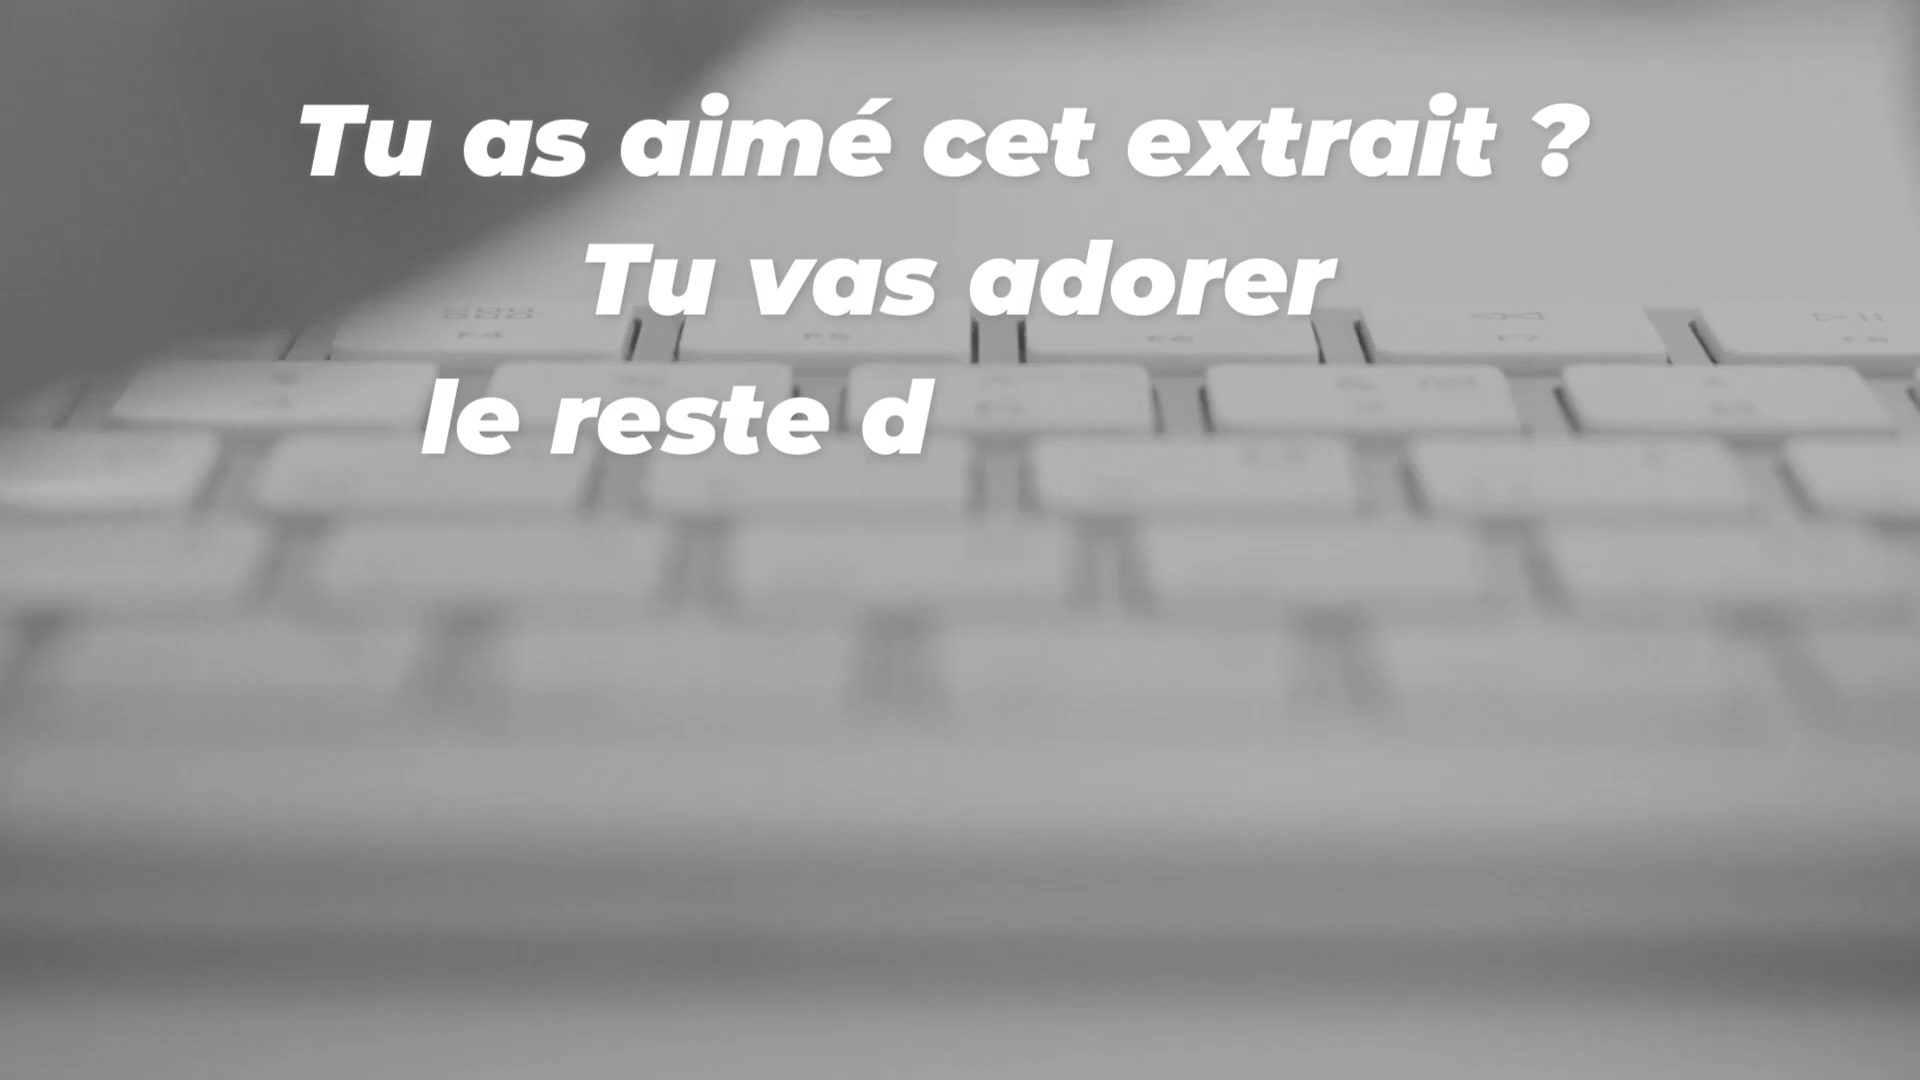 Tu as aimé cet extrait ?
Tu vas adorer
le reste d